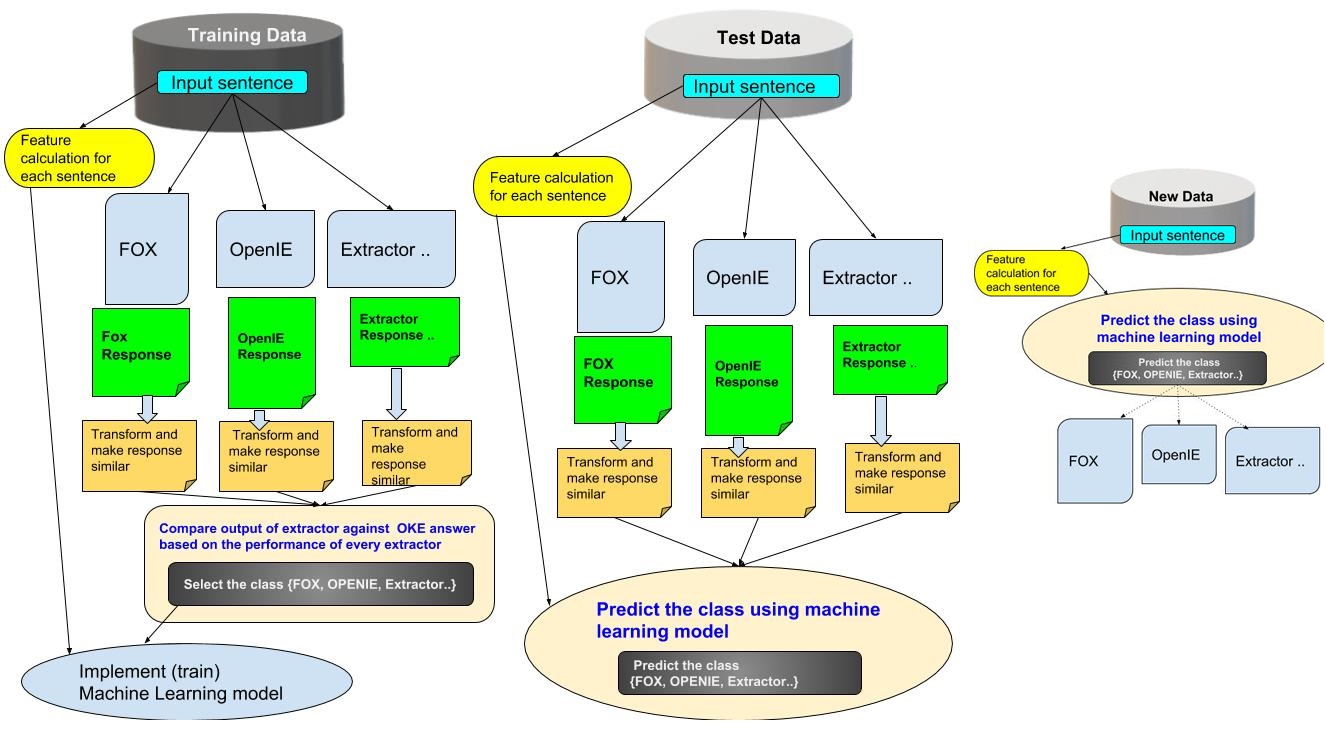 Training Data
Input sentence
Feature
calculation for
each sentence
FOX
OpenIE
Extractor ..
Fox
Response
OpenIE
Response
Extractor
Response ..
Transform and
make response
similar
Transform and
make response
similar
Transform and
make
response
similar
Compare output of extractor against OKE answer
based on the performance of every extractor
Select the class {FOX, OPENIE, Extractor..}
Implement (train)
Machine Learning model
Test Data
Input sentence
Feature calculation
for each sentence
FOX
OpenIE
Extractor ..
FOX
Response
OpenIE
Response
Extractor
Response ..
Transform and
make response
similar
Transform and
make response
similar
Transform and
make response
similar
Predict the class using machine
learning model
Predict the class
{FOX, OPENIE, Extractor..}
New Data
Input sentence
Feature
calculation for
each sentence
Predict the class using
machine learning model
Predict the class
{FOX, OPENIE, Extractor..}
FOX
OpenIE
Extractor ..